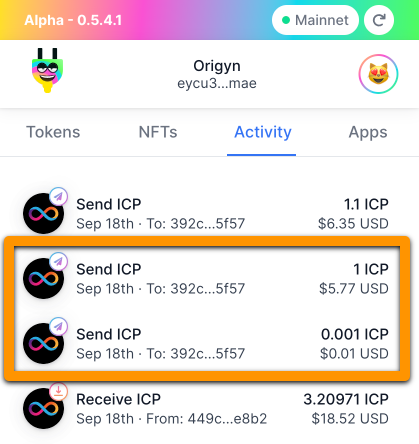 Alpha - 0.5.4.1
Mainnet
Origyn
eycu3...mae
Tokens NFTs Activity Apps
Send ICP 1.1 ICP
Sep 18th · To: 392c...5f57 $6.35 USD
Send ICP 1 ICP
Sep 18th · To: 392c...5f57 $5.77 USD
Send ICP 0.001 ICP
Sep 18th · To: 392c...5f57 $0.01 USD
Receive ICP 3.20971 ICP
Sep 18th · From: 449c...e8b2 $18.52 USD